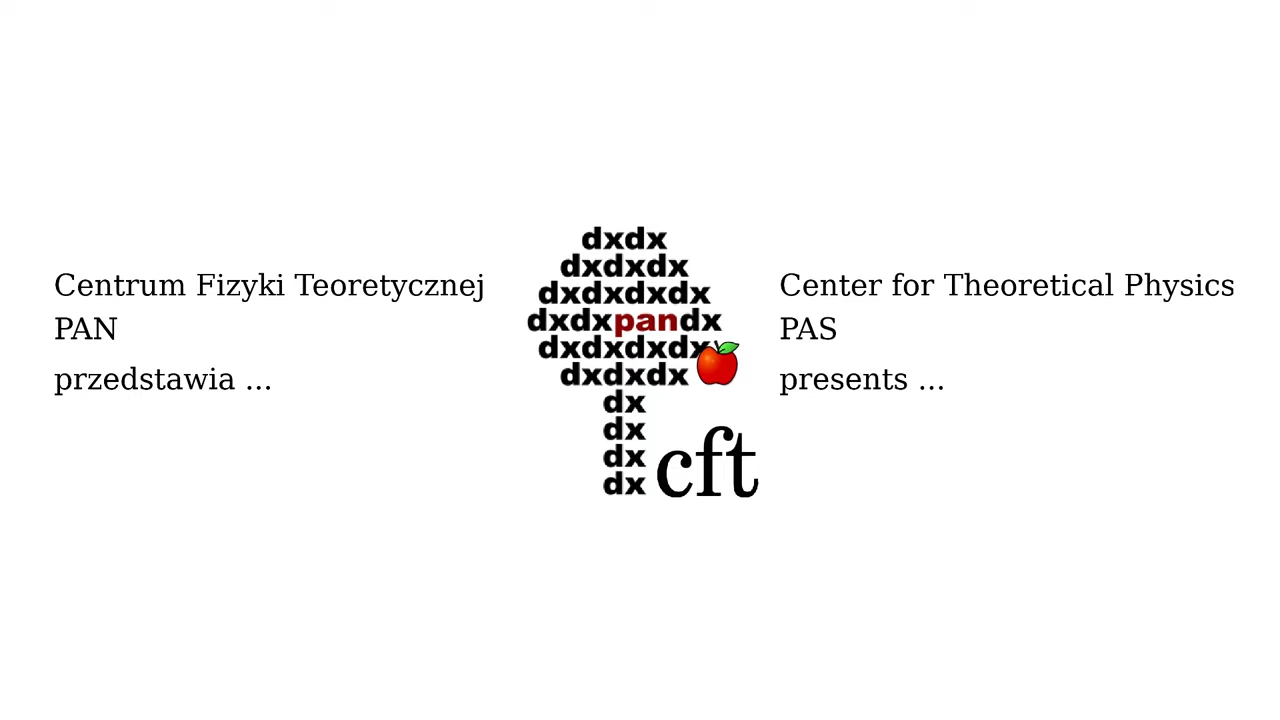 Centrum Fizyki Teoretycznej
PAN
przedstawia ...
dxdx
dxdxdx
dxdxdxdx
dxdxpandx
dxdxdxdx
dxdxdx
dx
dx
dx
dx
cft
Center for Theoretical Physics
PAS
presents ...